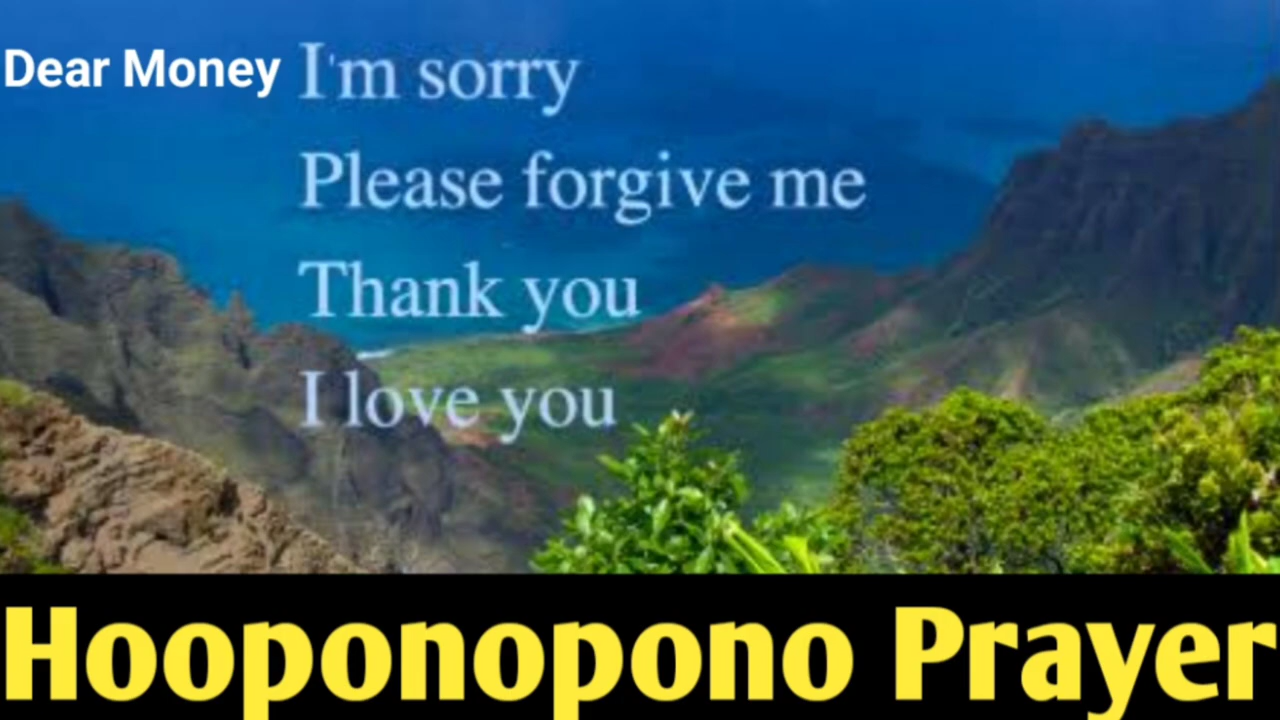 Dear Money I'm sorry
Please forgive me
Thank you
I love you
Hooponopono Prayer